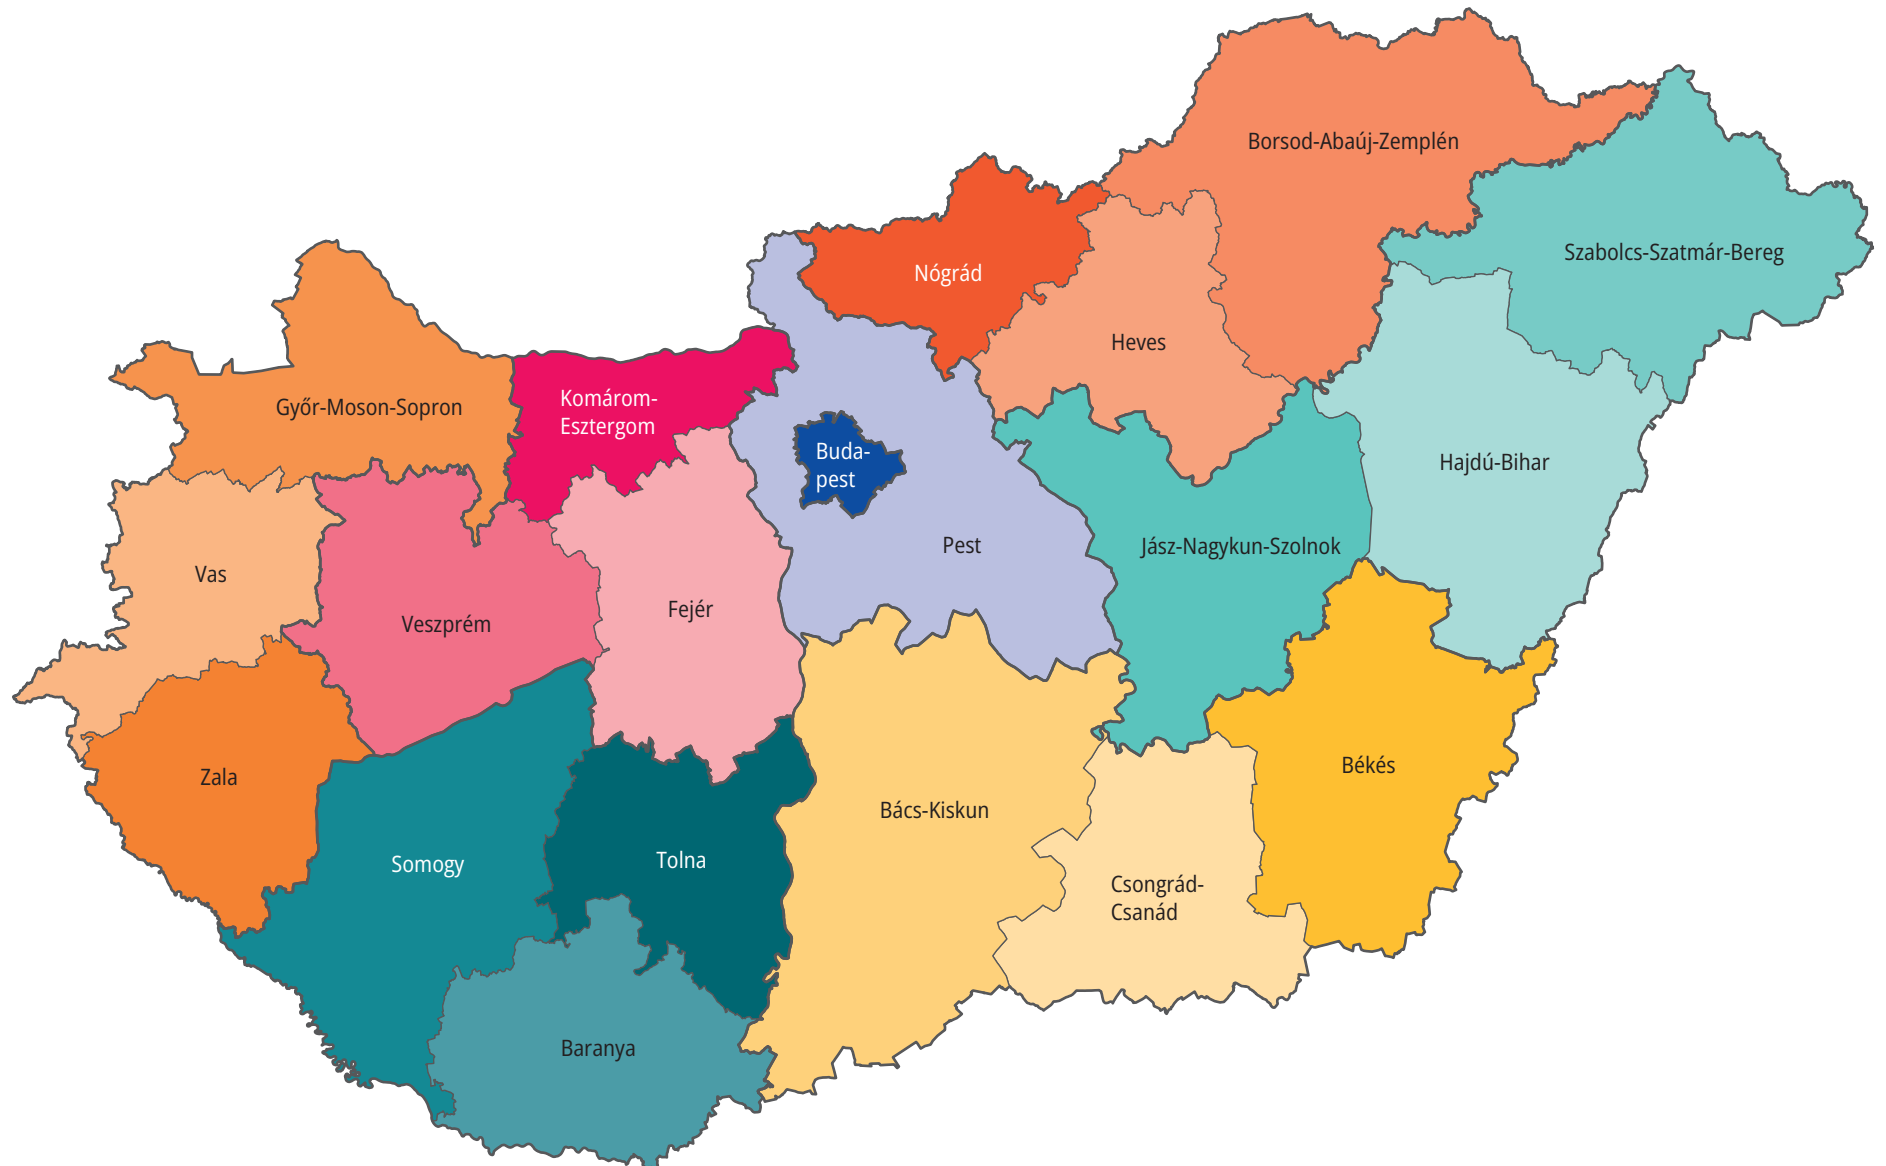 Borsod-Abaúj-Zemplén
Szabolcs-Szatmár-Bereg
Nógrád
Heves
Győr-Moson-Sopron
Komárom-
Esztergom
Buda-
pest
Hajdú-Bihar
Pest
Jász-Nagykun-Szolnok
Vas
Veszprém
Fejér
Zala
Békés
Bács-Kiskun
Somogy
Tolna
Csongrád-
Csanád
Baranya